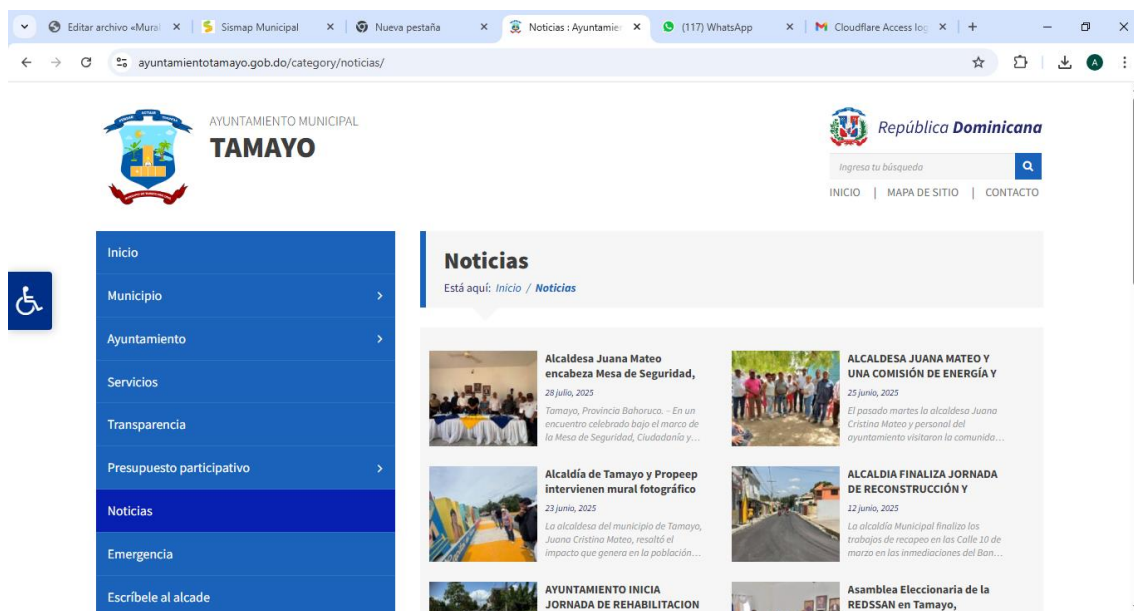 Editar archivo «Mural
Sismap Municipal
Nueva pestaña
Noticias : Ayuntamie
(117) WhatsApp
Cloudflare Access log
ayuntamientotamayo.gob.do/category/noticias/
AYUNTAMIENTO MUNICIPAL
TAMAYO
República Dominicana
Ingresa tu búsqueda
INICIO | MAPA DE SITIO | CONTACTO
Inicio
Municipio
Ayuntamiento
Servicios
Transparencia
Presupuesto participativo
Noticias
Emergencia
Escríbele al alcade
Noticias
Está aquí: Inicio / Noticias
Alcaldesa Juana Mateo
encabeza Mesa de Seguridad,
28 julio, 2025
Tamayo, Provincia Bahoruco. – En un
encuentro celebrado bajo el marco de
la Mesa de Seguridad, Ciudadanía y...
ALCALDESA JUANA MATEO Y
UNA COMISIÓN DE ENERGÍA Y
25 junio, 2025
El pasado martes la alcaldesa Juana
Cristina Mateo y personal del
ayuntamiento visitaron la comunida...
Alcaldía de Tamayo y Propeep
intervienen mural fotográfico
23 junio, 2025
La alcaldesa del municipio de Tamayo,
Juana Cristina Mateo, resaltó el
impacto que genera en la población...
ALCALDIA FINALIZA JORNADA
DE RECONSTRUCCIÓN Y
12 junio, 2025
La alcaldía Municipal finalizo los
trabajos de recapeo en las Calle 10 de
marzo en las inmediaciones del Ban...
AYUNTAMIENTO INICIA
JORNADA DE REHABILITACION
Asamblea Eleccionaria de la
REDSSAN en Tamayo,